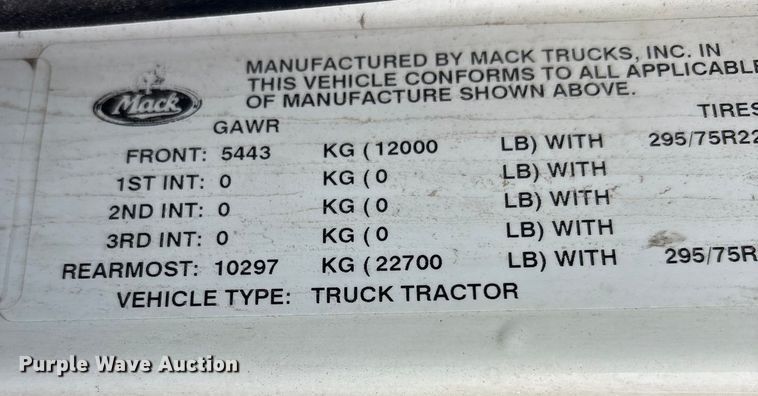 Mack
MANUFACTURED BY MACK TRUCKS, INC. IN
THIS VEHICLE CONFORMS TO ALL APPLICABLE
OF MANUFACTURE SHOWN ABOVE.
GAWR TIRES
FRONT: 5443 KG ( 12000 LB) WITH 295/75R22
1ST INT: 0 KG ( 0 LB) WITH
2ND INT: 0 KG ( 0 LB) WITH
3RD INT: 0 KG ( 0 LB) WITH
REARMOST: 10297 KG ( 22700 LB) WITH 295/75R
VEHICLE TYPE: TRUCK TRACTOR
Purple Wave Auction